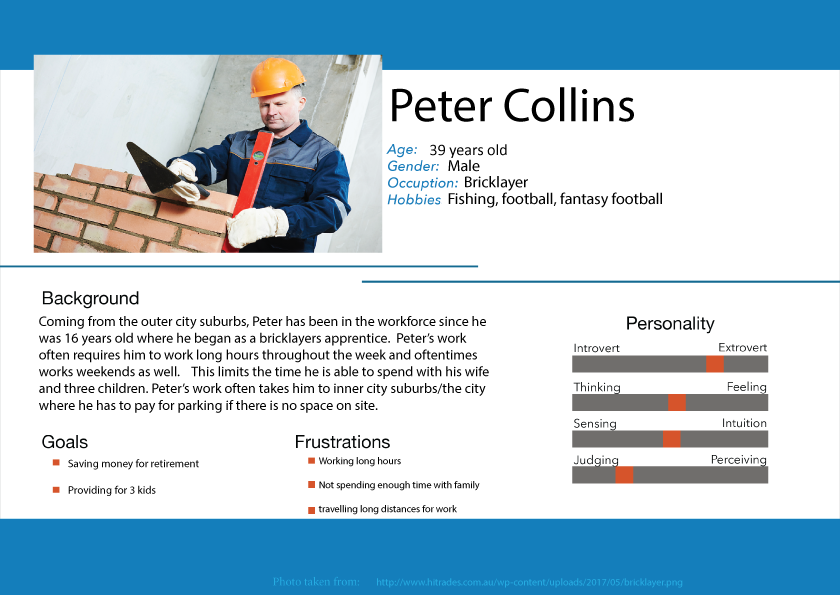 Peter Collins
Age: 39 years old
Gender: Male
Occuption: Bricklayer
Hobbies Fishing, football, fantasy football
Background
Coming from the outer city suburbs, Peter has been in the workforce since he
was 16 years old where he began as a bricklayers apprentice. Peter's work
often requires him to work long hours throughout the week and oftentimes
works weekends as well. This limits the time he is able to spend with his wife
and three children. Peter's work often takes him to inner city suburbs/the city
where he has to pay for parking if there is no space on site.
Goals
Saving money for retirement
Providing for 3 kids
Frustrations
Working long hours
Not spending enough time with family
travelling long distances for work
Personality
Introvert Extrovert
Thinking Feeling
Sensing Intuition
Judging Perceiving
Photo taken from: http://www.hitrades.com.au/wp-content/uploads/2017/05/bricklayer.png